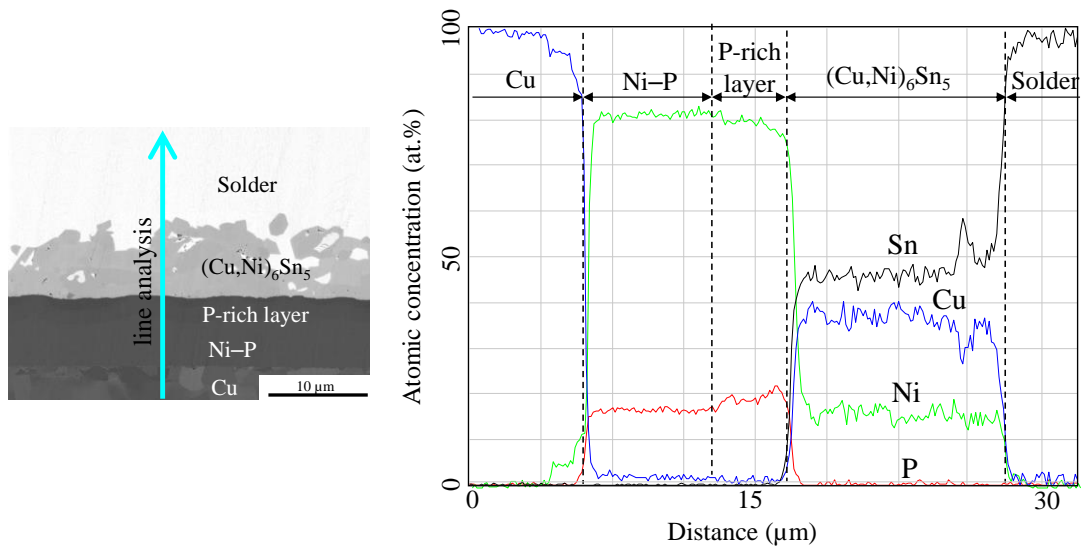 Solder
(Cu,Ni)6Sn5
P-rich layer
Ni–P
Cu
line analysis
10 µm
Atomic concentration (at.%)
100
50
0
Cu
Ni–P
P-rich
layer
(Cu,Ni)6Sn5
Solder
Sn
Cu
Ni
P
0
15
30
Distance (µm)